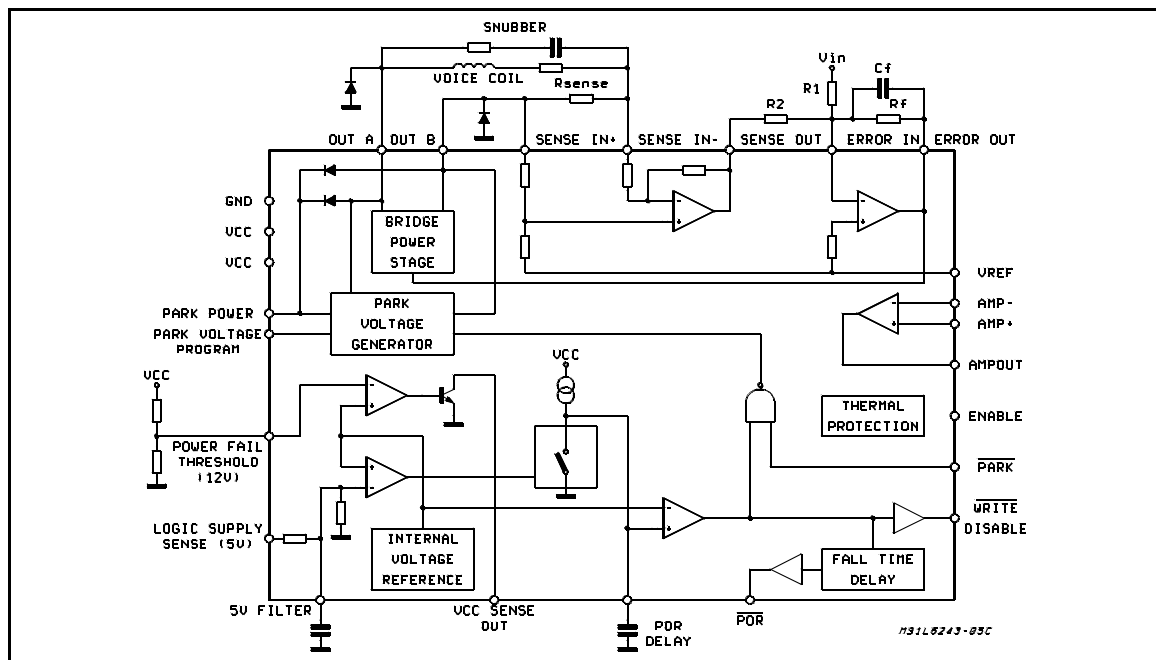 SNUBBER
VOICE COIL
Rsense
Vin
Cf
R1
R2
Rf
OUT A
OUT B
SENSE IN+
SENSE IN-
SENSE OUT
ERROR IN
ERROR OUT
GND
VCC
VCC
BRIDGE
POWER
STAGE
VREF
PARK POWER
PARK VOLTAGE
PROGRAM
PARK
VOLTAGE
GENERATOR
AMP-
AMP+
AMPOUT
VCC
VCC
THERMAL
PROTECTION
ENABLE
POWER FAIL
THRESHOLD
(12V)
PARK
WRITE
DISABLE
LOGIC SUPPLY
SENSE (5V)
INTERNAL
VOLTAGE
REFERENCE
FALL TIME
DELAY
5V FILTER
VCC SENSE
OUT
POR
DELAY
POR
M91L6243-05C